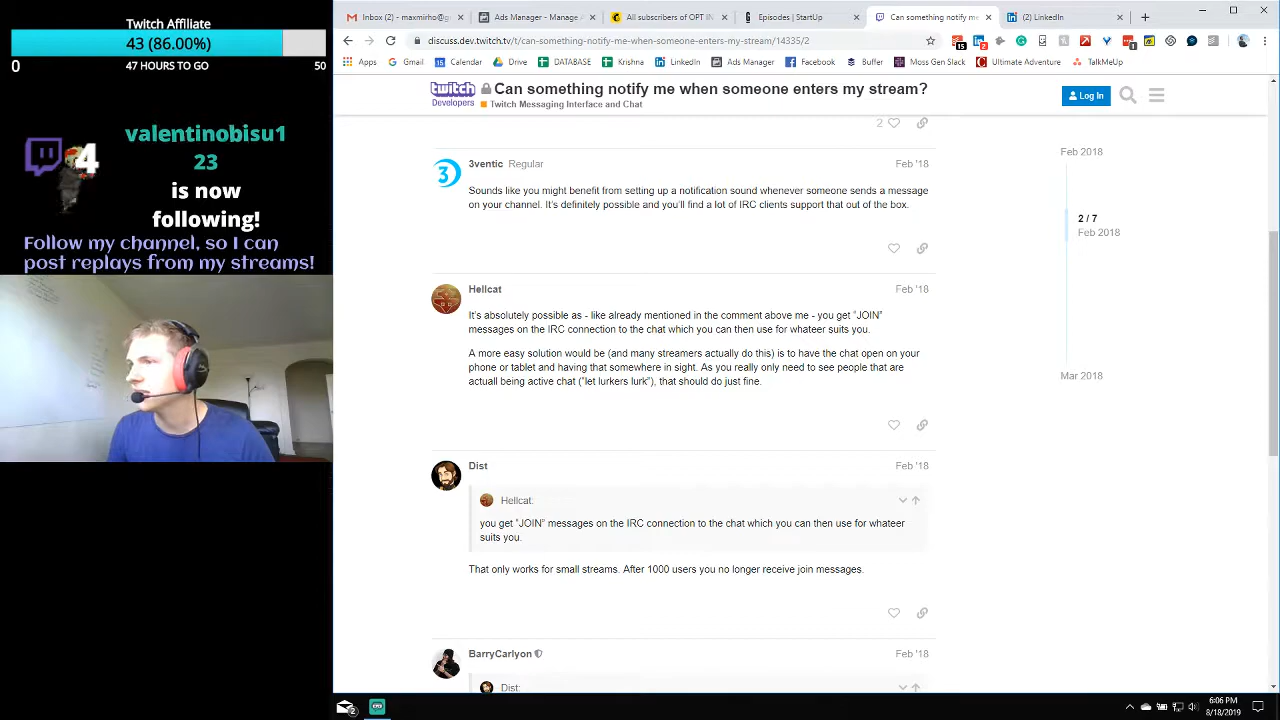 Twitch Affiliate
43 (86.00%)
0
47 HOURS TO GO
50
4
valentinobisu1
23
is now
following!
Follow my channel, so I can
post replays from my streams!
Inbox (2) - maxmirho@g
Ads Manager - Manage A
All subscribers of OPT IN
Episodes | StartUp
Can something notify me
(2) LinkedIn
discuss.dev.twitch.tv/t/can-something-notify-me-when-someone-enters-my-stream/14335/2
Apps
Gmail
Calendar
Drive
DATABASE
Krishna
LinkedIn
Ads Manager
Facebook
Buffer
Moss Gen Slack
Ultimate Adventure
TalkMeUp
twitch
Developers
Can something notify me when someone enters my stream?
Twitch Messaging Interface and Chat
Log In
2
3ventic Regular
Feb '18
Sounds like you might benefit from setting up a notification sound whenever someone sends a message
on your channel. It's definitely possible and you'll find a lot of IRC clients support that out of the box.
Hellcat
Feb '18
It's absolutely possible as - like already mentioned in the comment above me - you get "JOIN"
messages on the IRC connection to the chat which you can then use for whateer suits you.
A more easy solution would be (and many streamers actually do this) is to have the chat open on your
phone or tablet and having that somewhere in sight. As you really only need to see people that are
actuall being active chat ("let lurkers lurk"), that should do just fine.
Dist
Feb '18
Hellcat:
you get "JOIN" messages on the IRC connection to the chat which you can then use for whateer
suits you.
That only works for small streams. After 1000 users you no longer receive join messages.
BarryCarlyon
Feb '18
Dist:
Feb 2018
2 / 7
Feb 2018
Mar 2018
6:06 PM
8/18/2019